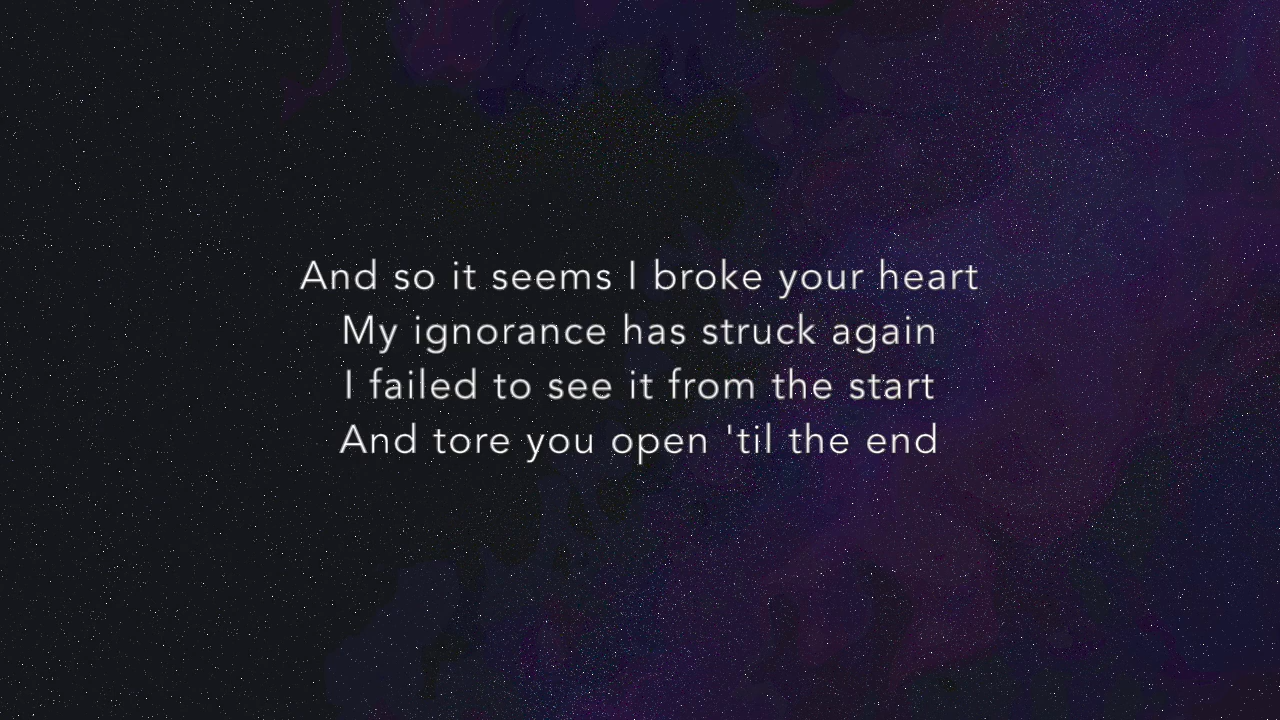 And so it seems I broke your heart
My ignorance has struck again
I failed to see it from the start
And tore you open 'til the end